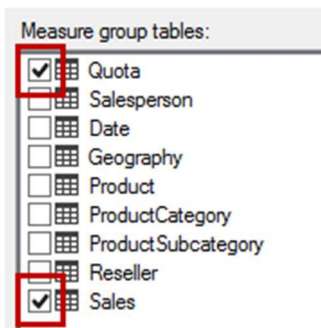 Measure group tables:
Quota
Salesperson
Date
Geography
Product
ProductCategory
ProductSubcategory
Reseller
Sales